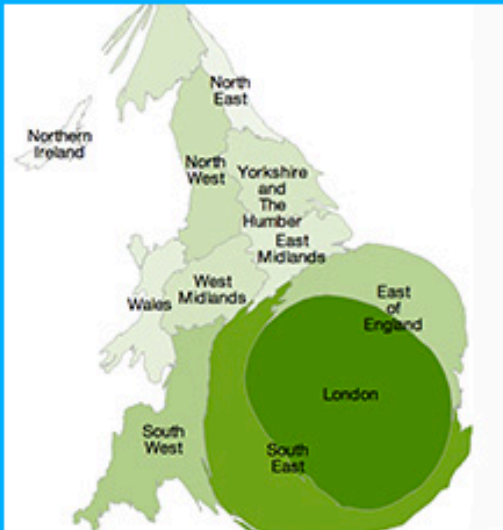 North
East
Northern
Ireland
North
West
Yorkshire
and
The
Humber
East
Midlands
West
Midlands
Wales
East
of
England
London
South
West
South
East